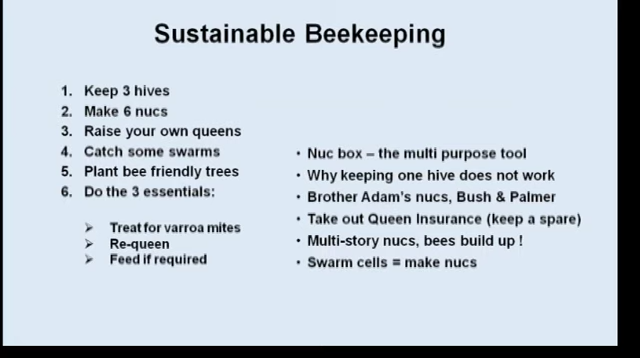 Sustainable Beekeeping
1. Keep 3 hives
2. Make 6 nucs
3. Raise your own queens
4. Catch some swarms
5. Plant bee friendly trees
6. Do the 3 essentials:
➢ Treat for varroa mites
➢ Re-queen
➢ Feed if required
• Nuc box – the multi purpose tool
• Why keeping one hive does not work
• Brother Adam's nucs, Bush & Palmer
• Take out Queen Insurance (keep a spare)
• Multi-story nucs, bees build up !
• Swarm cells = make nucs